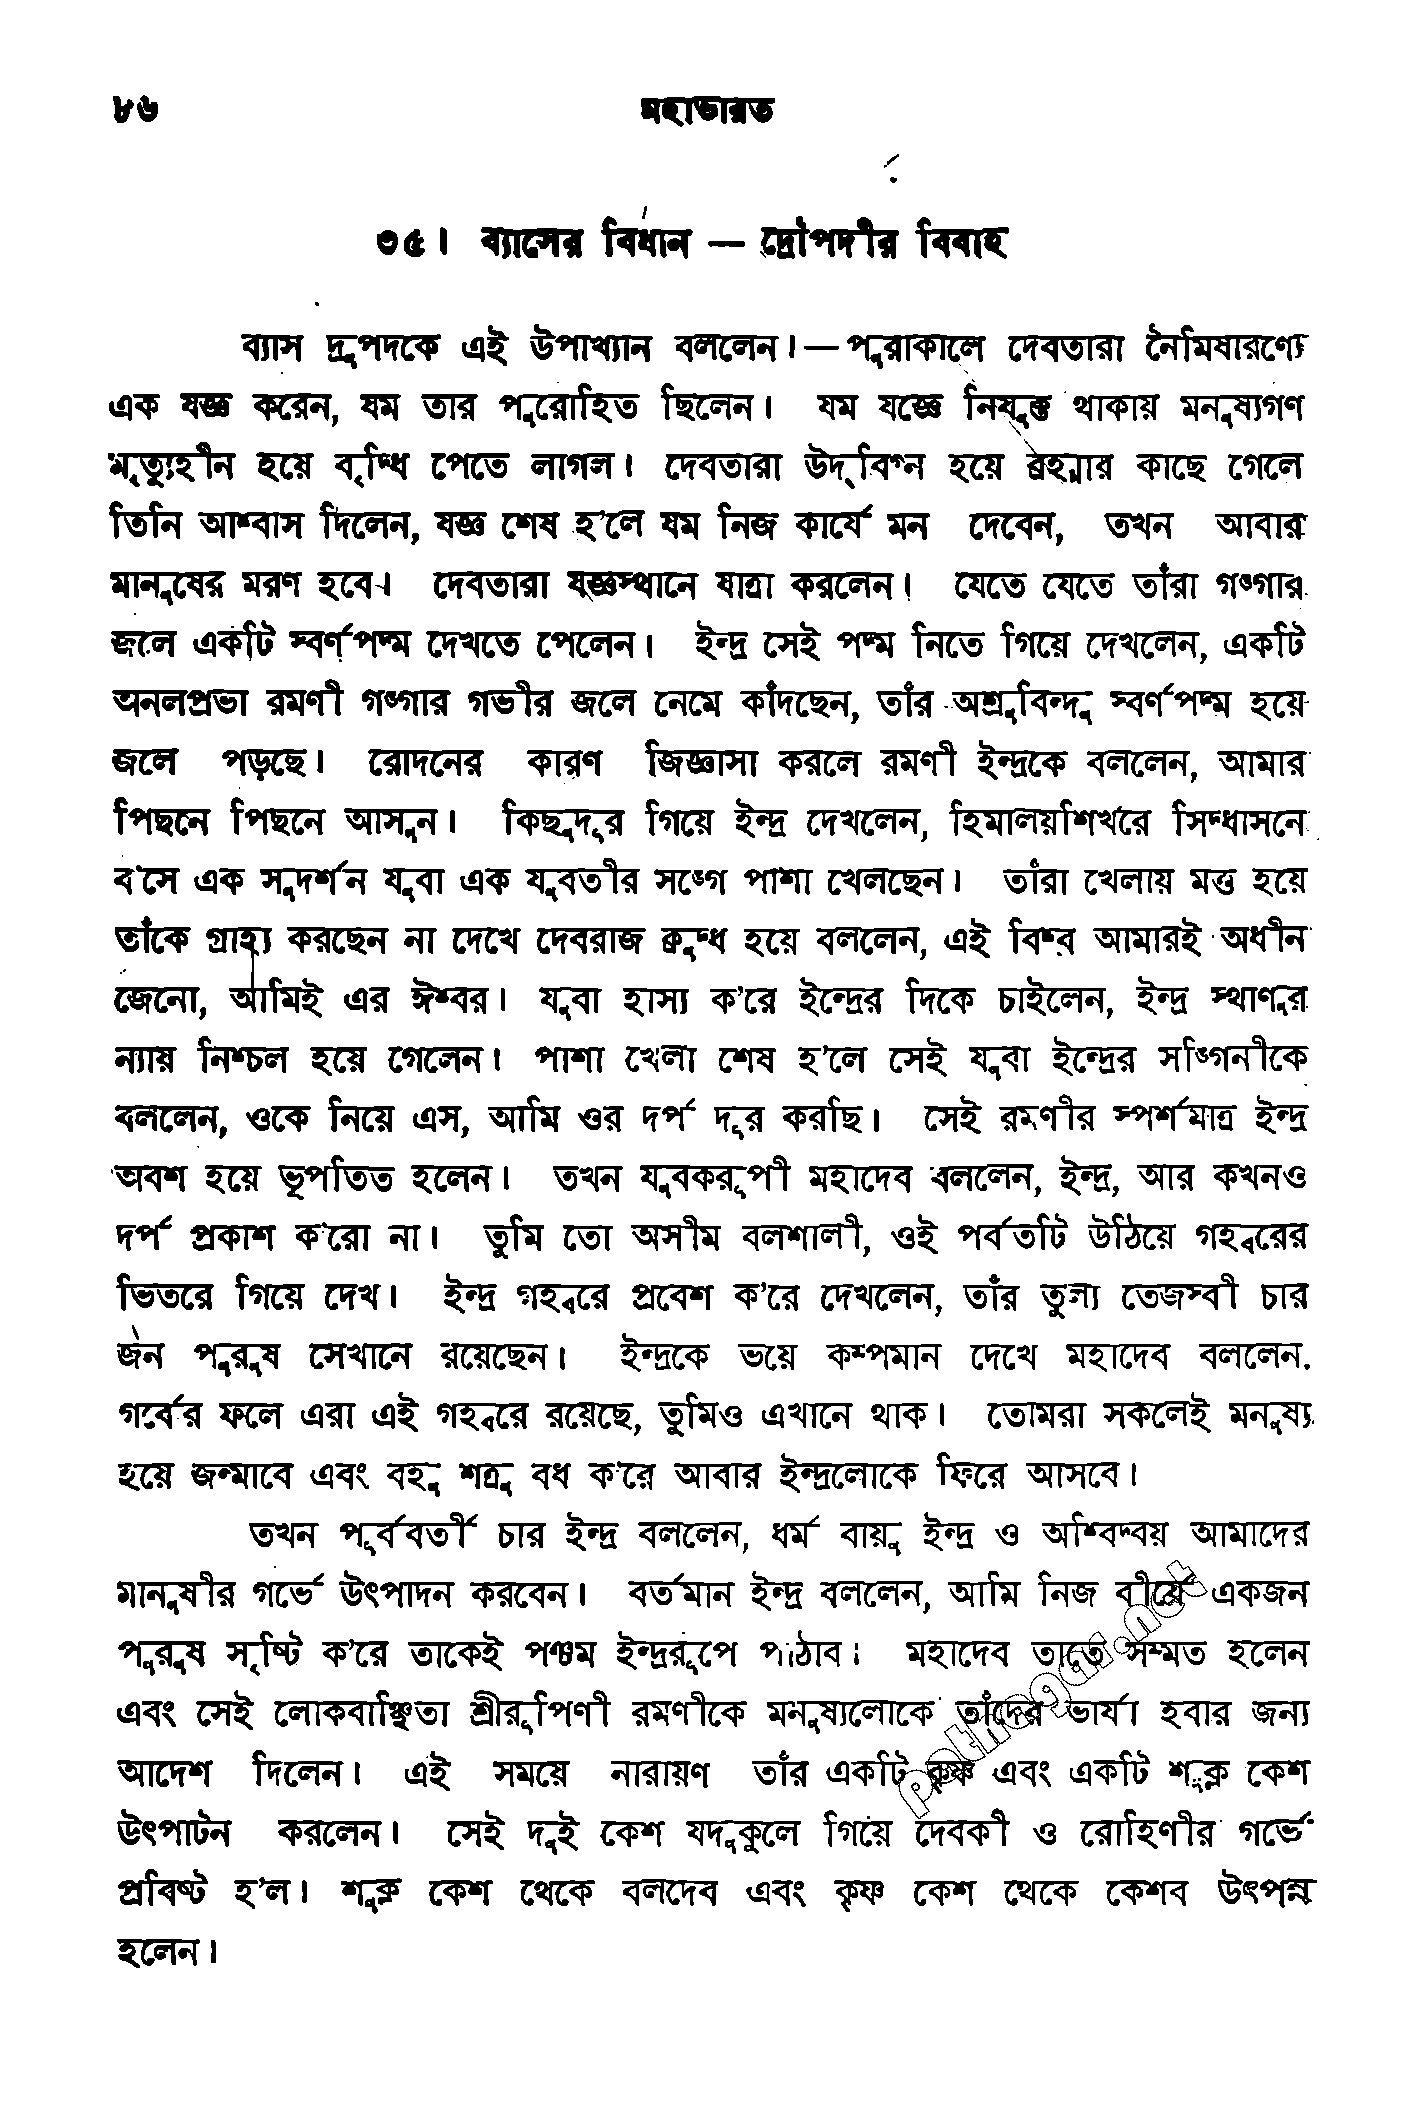 ৮৬ মহাভারত
৩৫। ব্যাসের বিধান — দ্রৌপদীর বিবাহ
ব্যাস দ্রুপদকে এই উপাখ্যান বললেন।—পুরাকালে দেবতারা নৈমিষারণ্যে
এক যজ্ঞ করেন, যম তার পুরোহিত ছিলেন। যম যজ্ঞে নিযুক্ত থাকায় মনুষ্যগণ
মৃত্যুহীন হয়ে বৃদ্ধি পেতে লাগল। দেবতারা উদ্‌বিগ্ন হয়ে ব্রহ্মার কাছে গেলে
তিনি আশ্বাস দিলেন, যজ্ঞ শেষ হ'লে যম নিজ কার্যে মন দেবেন, তখন আবার
মানুষের মরণ হবে। দেবতারা যজ্ঞস্থানে যাত্রা করলেন। যেতে যেতে তাঁরা গঙ্গার
জলে একটি স্বর্ণপদ্ম দেখতে পেলেন। ইন্দ্র সেই পদ্ম নিতে গিয়ে দেখলেন, একটি
অনলপ্রভা রমণী গঙ্গার গভীর জলে নেমে কাঁদছেন, তাঁর অশ্রুবিন্দু স্বর্ণপদ্ম হয়ে
জলে পড়ছে। রোদনের কারণ জিজ্ঞাসা করলে রমণী ইন্দ্রকে বললেন, আমার
পিছনে পিছনে আসুন। কিছুদূর গিয়ে ইন্দ্র দেখলেন, হিমালয়শিখরে সিদ্ধাসনে
ব'সে এক সুদর্শন যুবা এক যুবতীর সঙ্গে পাশা খেলছেন। তাঁরা খেলায় মত্ত হয়ে
তাঁকে গ্রাহ্য করছেন না দেখে দেবরাজ ক্রুদ্ধ হয়ে বললেন, এই বিশ্ব আমারই অধীন
জেনো, আমিই এর ঈশ্বর। যুবা হাস্য ক'রে ইন্দ্রের দিকে চাইলেন, ইন্দ্র স্থাণুর
ন্যায় নিশ্চল হয়ে গেলেন। পাশা খেলা শেষ হ'লে সেই যুবা ইন্দ্রের সঙ্গিনীকে
বললেন, ওকে নিয়ে এস, আমি ওর দর্প দূর করছি। সেই রমণীর স্পর্শমাত্র ইন্দ্র
অবশ হয়ে ভূপতিত হলেন। তখন যুবকরূপী মহাদেব বললেন, ইন্দ্র, আর কখনও
দর্প প্রকাশ ক'রো না। তুমি তো অসীম বলশালী, ওই পর্বতটি উঠিয়ে গহ্বরের
ভিতরে গিয়ে দেখ। ইন্দ্র গহ্বরে প্রবেশ ক'রে দেখলেন, তাঁর তুল্য তেজস্বী চার
জন পুরুষ সেখানে রয়েছেন। ইন্দ্রকে ভয়ে কম্পমান দেখে মহাদেব বললেন,
গর্বের ফলে এরা এই গহ্বরে রয়েছে, তুমিও এখানে থাক। তোমরা সকলেই মনুষ্য
হয়ে জন্মাবে এবং বহু শত্রু বধ ক'রে আবার ইন্দ্রলোকে ফিরে আসবে।
তখন পূর্ববর্তী চার ইন্দ্র বললেন, ধর্ম বায়ু ইন্দ্র ও অশ্বিদ্বয় আমাদের
মানুষীর গর্ভে উৎপাদন করবেন। বর্তমান ইন্দ্র বললেন, আমি নিজ বীর্যে একজন
পুরুষ সৃষ্টি ক'রে তাকেই পঞ্চম ইন্দ্ররূপে পাঠাব। মহাদেব তাতে সম্মত হলেন
এবং সেই লোকবাঞ্ছিতা শ্রীরূপিণী রমণীকে মনুষ্যলোকে তাঁদের ভার্যা হবার জন্য
আদেশ দিলেন। এই সময়ে নারায়ণ তাঁর একটি কৃষ্ণ এবং একটি শুক্ল কেশ
উৎপাটন করলেন। সেই দুই কেশ যদুকুলে গিয়ে দেবকী ও রোহিণীর গর্ভে
প্রবিষ্ট হ'ল। শুক্ল কেশ থেকে বলদেব এবং কৃষ্ণ কেশ থেকে কেশব উৎপন্ন
হলেন।
pathagar.net